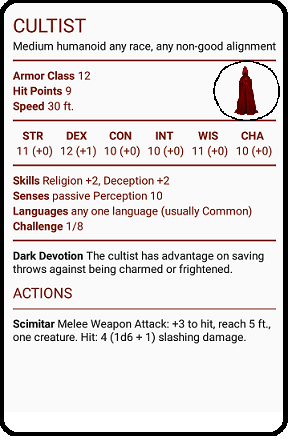 CULTIST
Medium humanoid any race, any non-good alignment
Armor Class 12
Hit Points 9
Speed 30 ft.
STR DEX CON INT WIS CHA
11 (+0) 12 (+1) 10 (+0) 10 (+0) 11 (+0) 10 (+0)
Skills Religion +2, Deception +2
Senses passive Perception 10
Languages any one language (usually Common)
Challenge 1/8
Dark Devotion The cultist has advantage on saving
throws against being charmed or frightened.
ACTIONS
Scimitar Melee Weapon Attack: +3 to hit, reach 5 ft.,
one creature. Hit: 4 (1d6 + 1) slashing damage.